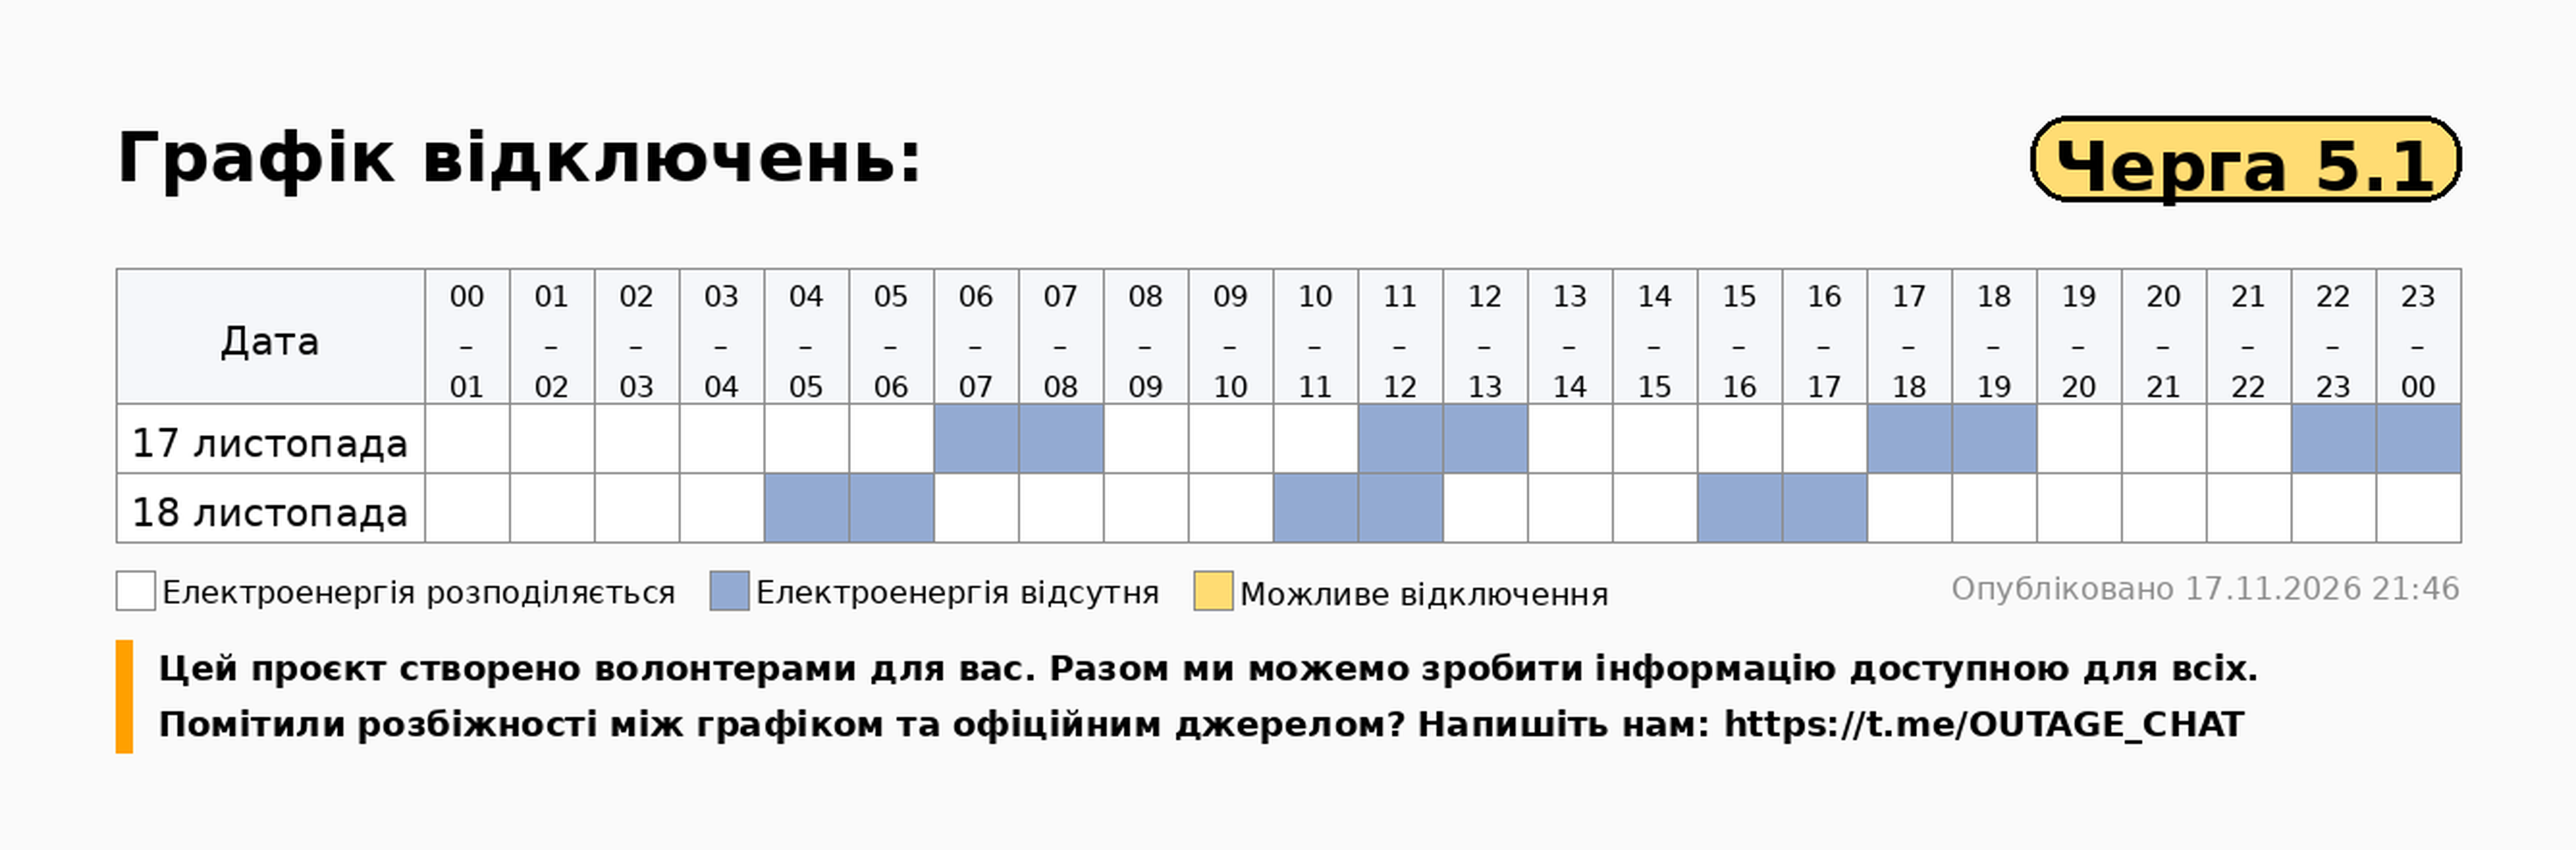 Графік відключень:
Черга 5.1
Дата 00 – 01 01 – 02 02 – 03 03 – 04 04 – 05 05 – 06 06 – 07 07 – 08 08 – 09 09 – 10 10 – 11 11 – 12 12 – 13 13 – 14 14 – 15 15 – 16 16 – 17 17 – 18 18 – 19 19 – 20 20 – 21 21 – 22 22 – 23 23 – 00
17 листопада
18 листопада
Електроенергія розподіляється Електроенергія відсутня Можливе відключення Опубліковано 17.11.2026 21:46
Цей проєкт створено волонтерами для вас. Разом ми можемо зробити інформацію доступною для всіх.
Помітили розбіжності між графіком та офіційним джерелом? Напишіть нам: https://t.me/OUTAGE_CHAT